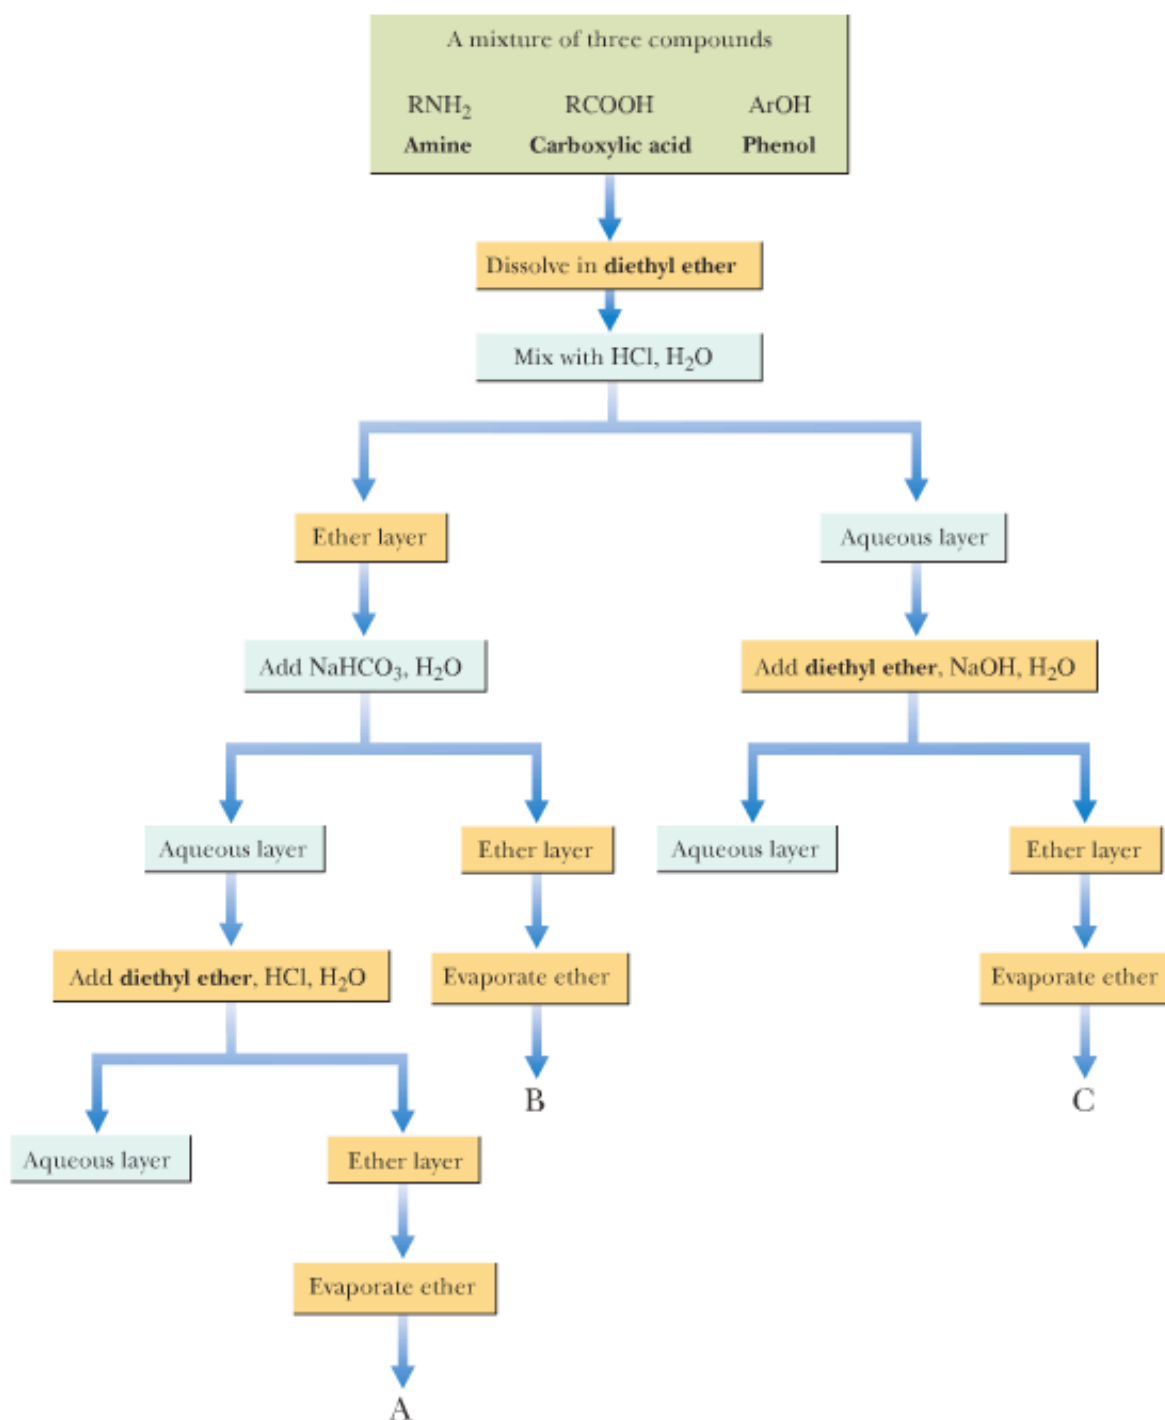 A mixture of three compounds
RNH₂ RCOOH ArOH
Amine Carboxylic acid Phenol
Dissolve in diethyl ether
Mix with HCl, H₂O
Ether layer Aqueous layer
Add NaHCO₃, H₂O Add diethyl ether, NaOH, H₂O
Aqueous layer Ether layer Aqueous layer Ether layer
Add diethyl ether, HCl, H₂O Evaporate ether Evaporate ether
B C
Aqueous layer Ether layer
Evaporate ether
A